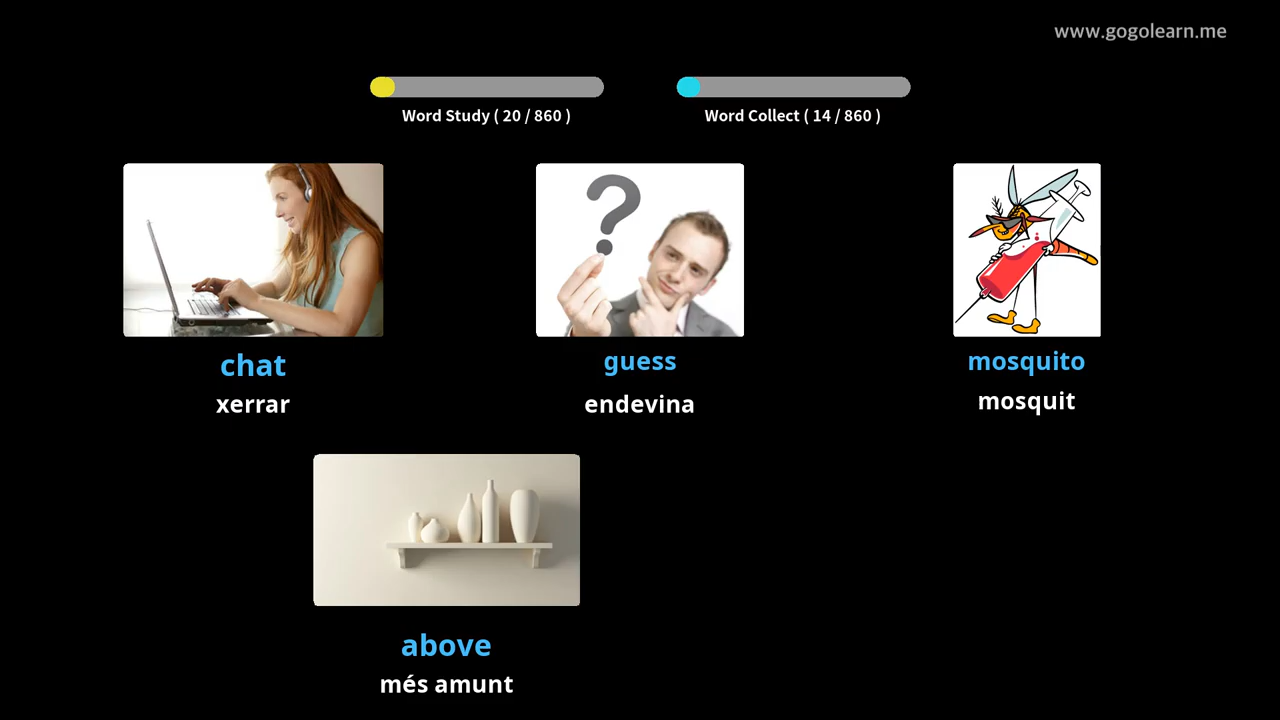 www.gogolearn.me
Word Study ( 20 / 860 )
Word Collect ( 14 / 860 )
chat
xerrar
guess
endevina
mosquito
mosquit
above
més amunt